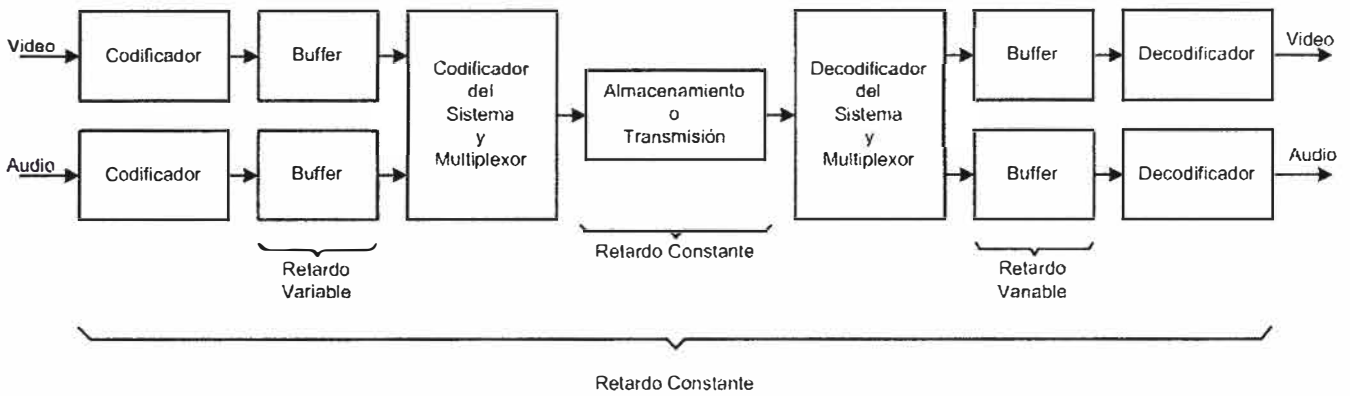 Video
Codificador
Buffer
Codificador
del
Sistema
y
Multiplexor
Almacenamiento
o
Transmisión
Decodificador
del
Sistema
y
Multiplexor
Buffer
Decodificador
Video
Audio
Codificador
Buffer
Buffer
Decodificador
Audio
Retardo
Variable
Retardo Constante
Retardo
Vanable
Retardo Constante